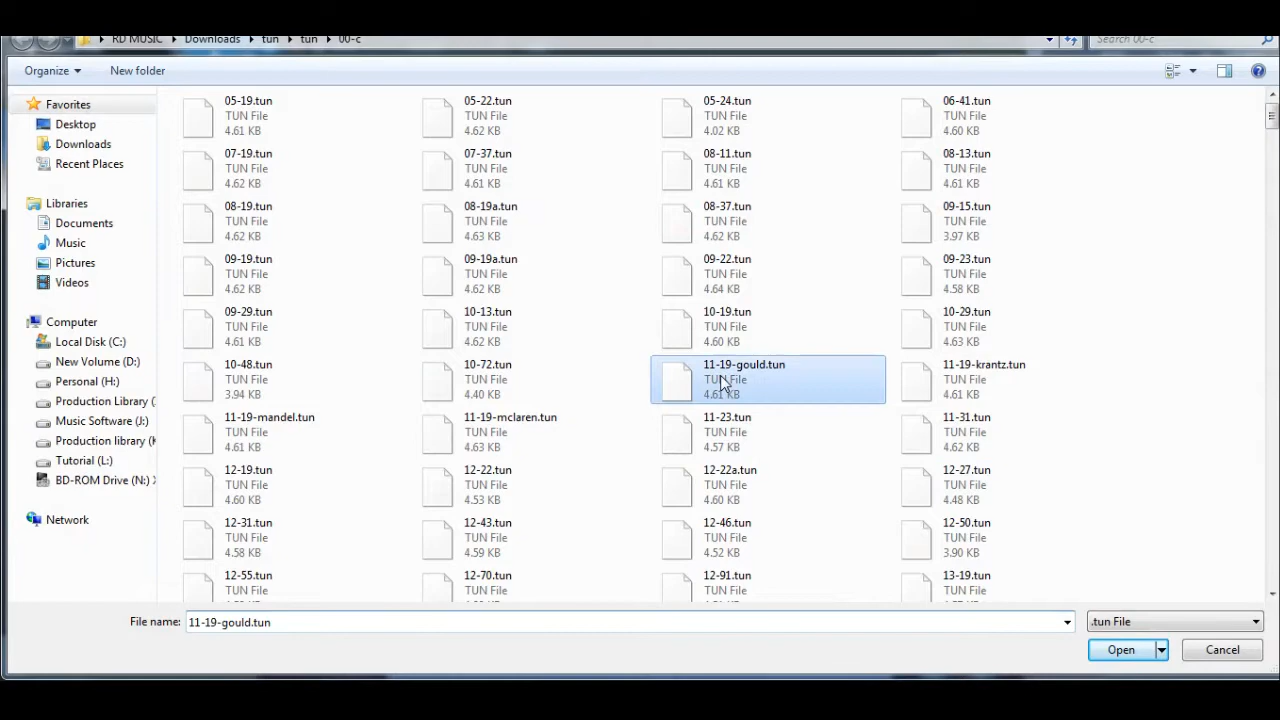 RD MUSIC Downloads tun tun 00-c Search 00-c
Organize New folder
Favorites
Desktop
Downloads
Recent Places
Libraries
Documents
Music
Pictures
Videos
Computer
Local Disk (C:)
New Volume (D:)
Personal (H:)
Production Library (
Music Software (J:)
Production library (K
Tutorial (L:)
BD-ROM Drive (N:)
Network
05-19.tun 05-22.tun 05-24.tun 06-41.tun
TUN File TUN File TUN File TUN File
4.61 KB 4.62 KB 4.02 KB 4.60 KB
07-19.tun 07-37.tun 08-11.tun 08-13.tun
TUN File TUN File TUN File TUN File
4.62 KB 4.61 KB 4.61 KB 4.61 KB
08-19.tun 08-19a.tun 08-37.tun 09-15.tun
TUN File TUN File TUN File TUN File
4.62 KB 4.63 KB 4.62 KB 3.97 KB
09-19.tun 09-19a.tun 09-22.tun 09-23.tun
TUN File TUN File TUN File TUN File
4.62 KB 4.62 KB 4.64 KB 4.58 KB
09-29.tun 10-13.tun 10-19.tun 10-29.tun
TUN File TUN File TUN File TUN File
4.61 KB 4.62 KB 4.60 KB 4.63 KB
10-48.tun 10-72.tun 11-19-gould.tun 11-19-krantz.tun
TUN File TUN File TUN File TUN File
3.94 KB 4.40 KB 4.61 KB 4.61 KB
11-19-mandel.tun 11-19-mclaren.tun 11-23.tun 11-31.tun
TUN File TUN File TUN File TUN File
4.61 KB 4.63 KB 4.57 KB 4.62 KB
12-19.tun 12-22.tun 12-22a.tun 12-27.tun
TUN File TUN File TUN File TUN File
4.60 KB 4.53 KB 4.60 KB 4.48 KB
12-31.tun 12-43.tun 12-46.tun 12-50.tun
TUN File TUN File TUN File TUN File
4.58 KB 4.59 KB 4.52 KB 3.90 KB
12-55.tun 12-70.tun 12-91.tun 13-19.tun
TUN File TUN File TUN File TUN File
File name: 11-19-gould.tun .tun File
Open Cancel